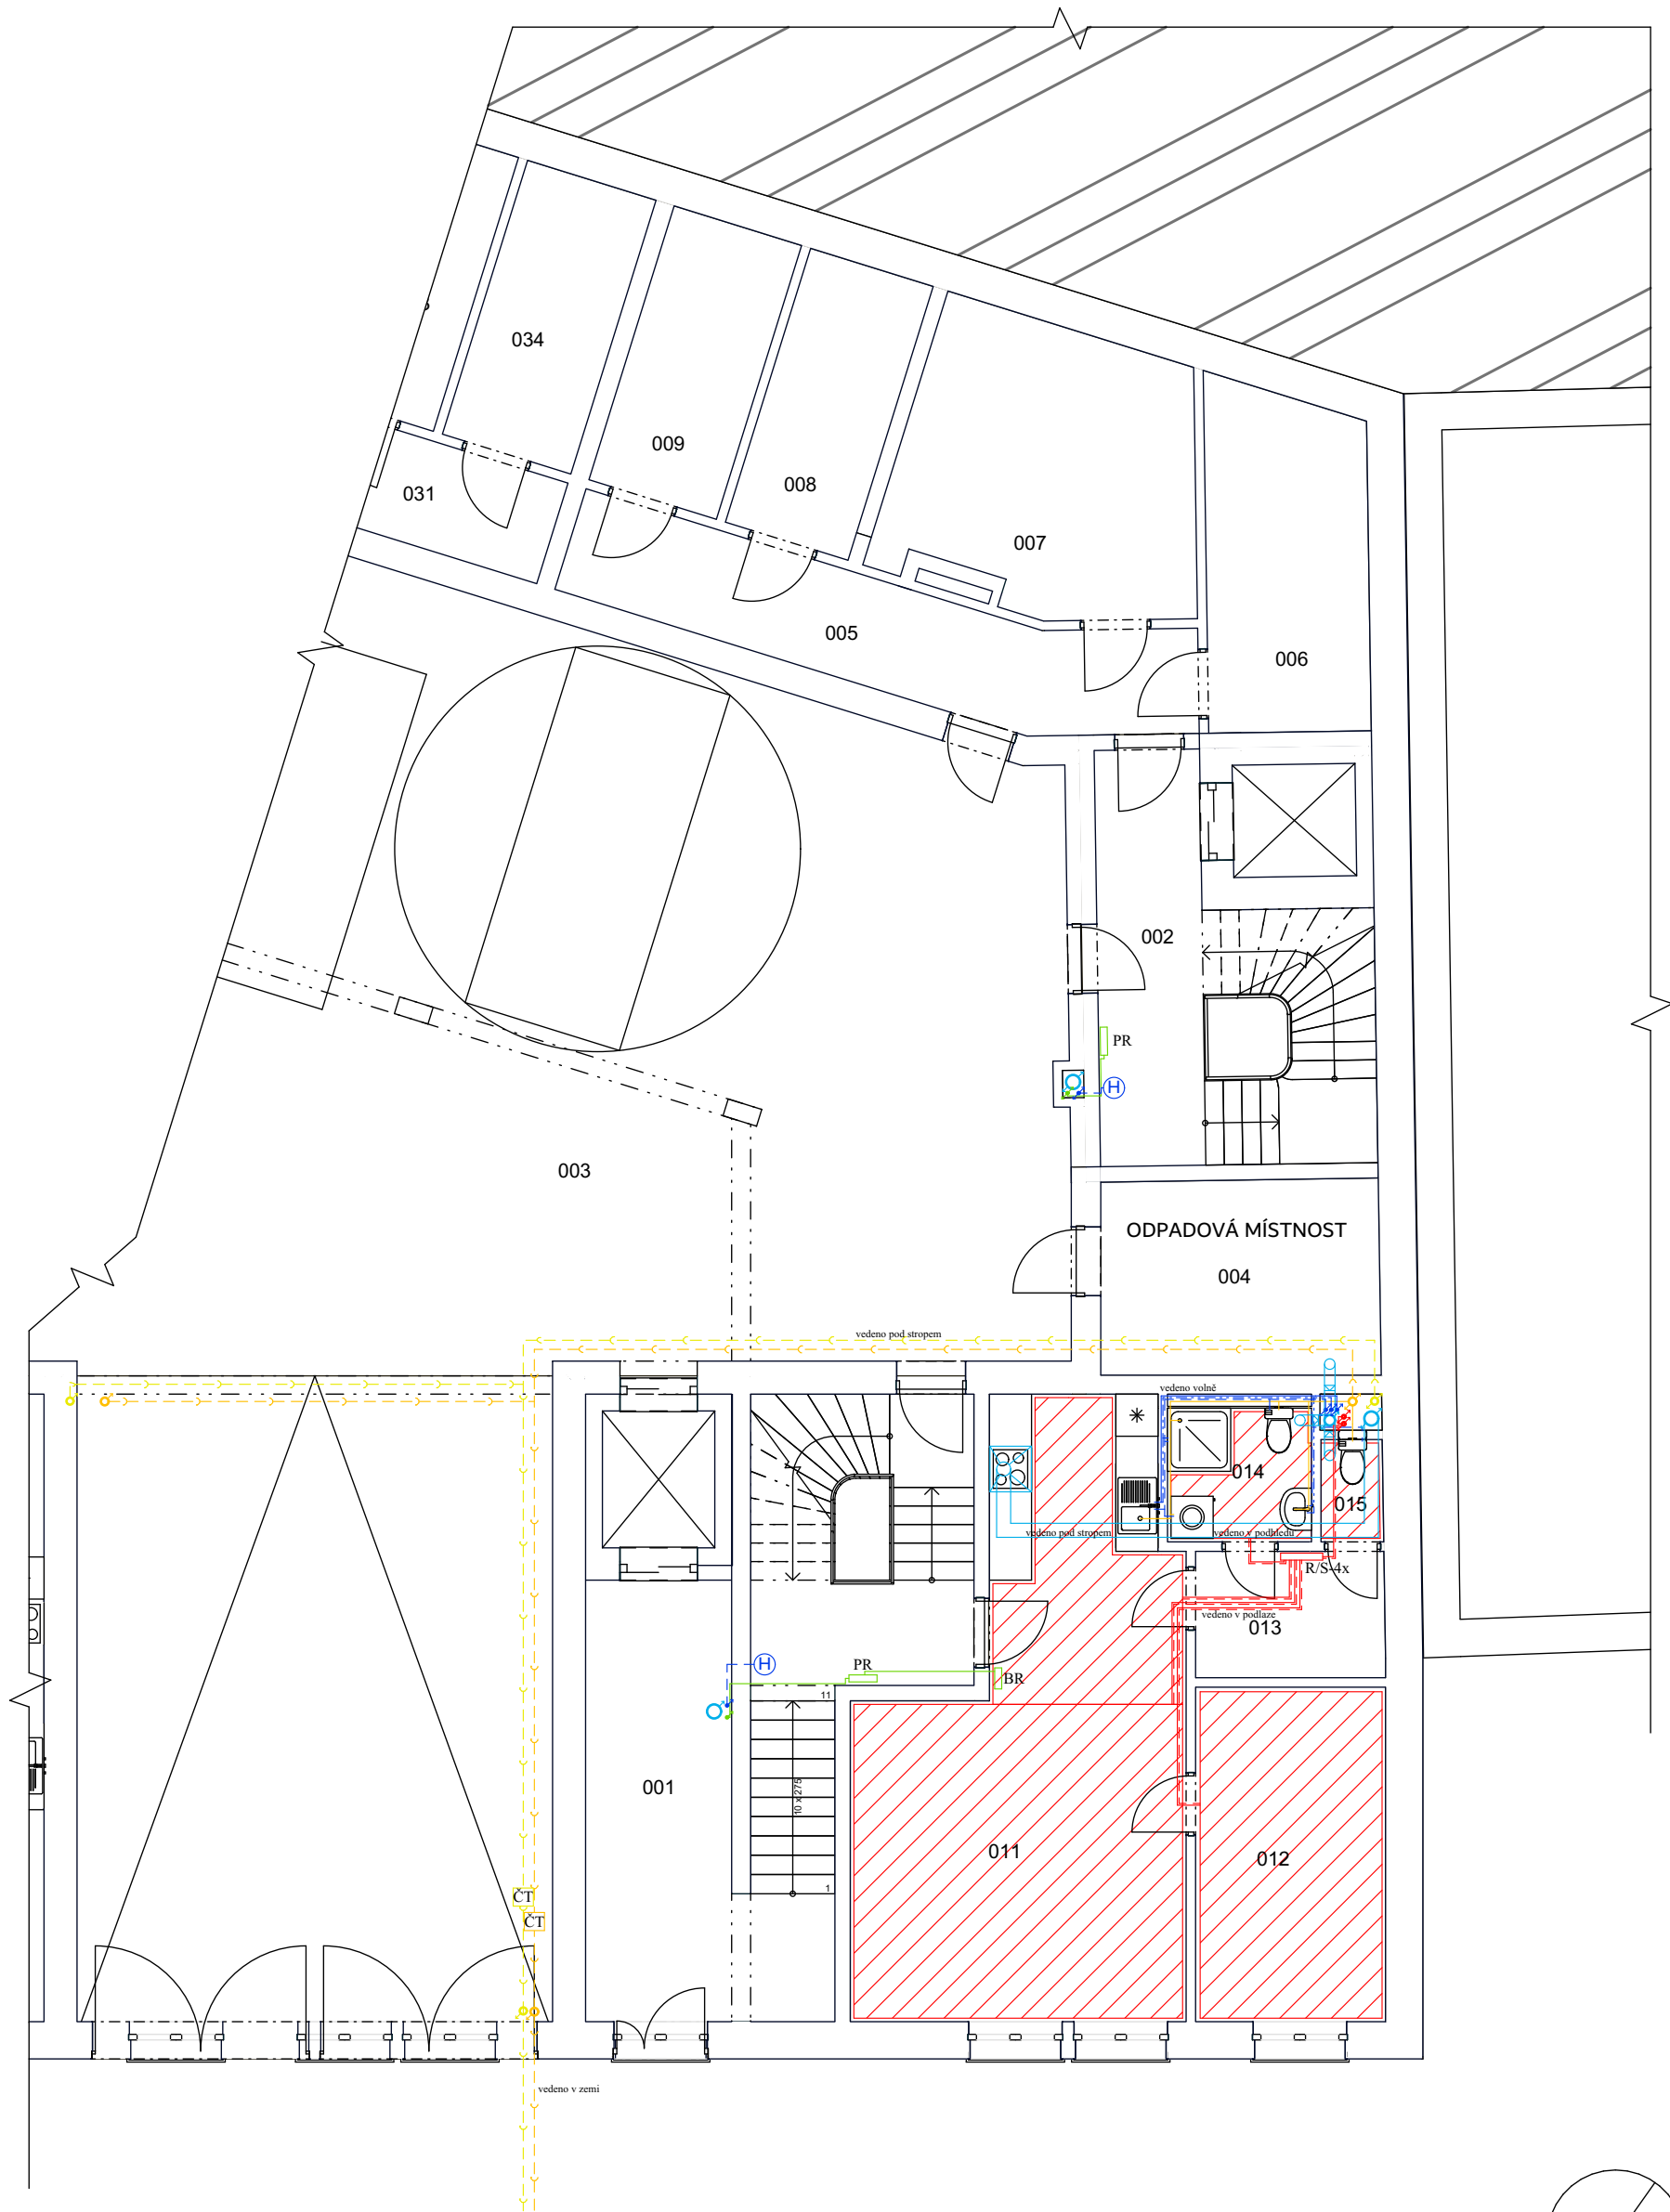 034
009
031
008
007
005
006
002
PR
H
003
ODPADOVÁ MÍSTNOST
004
vedeno pod stropem
vedeno volně
014
015
vedeno pod stropem
vedeno v podhledu
R/S-4x
vedeno v podlaze
013
H
PR
BR
11
001
10 x 275
011
012
1
ČT
ČT
vedeno v zemi